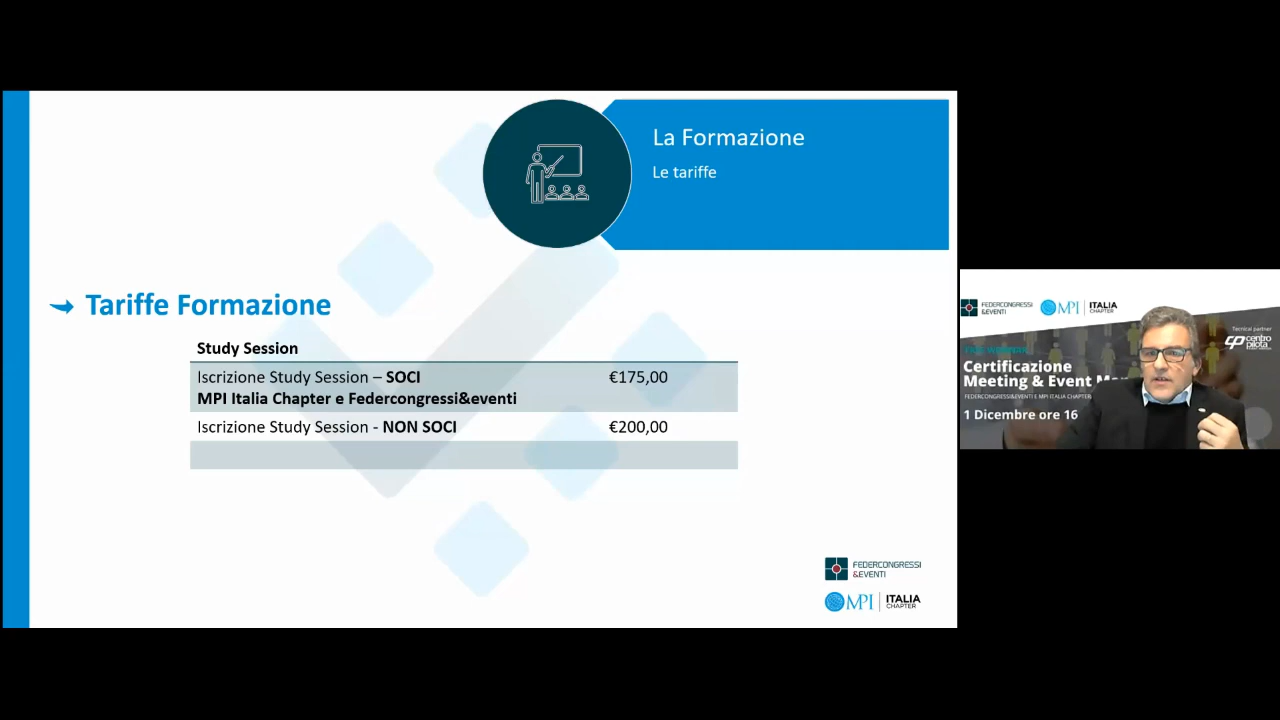 La Formazione
Le tariffe
Tariffe Formazione
Study Session
Iscrizione Study Session – SOCI €175,00
MPI Italia Chapter e Federcongressi&eventi
Iscrizione Study Session - NON SOCI €200,00
FEDERCONGRESSI
&EVENTI
MPI ITALIA
CHAPTER
FEDERCONGRESSI
&EVENTI
MPI ITALIA
CHAPTER
Tecnical partner
centro
pilota
Certificazione
Meeting & Event
FEDERCONGRESSI&EVENTI E MPI ITALIA CHAPTER
1 Dicembre ore 16